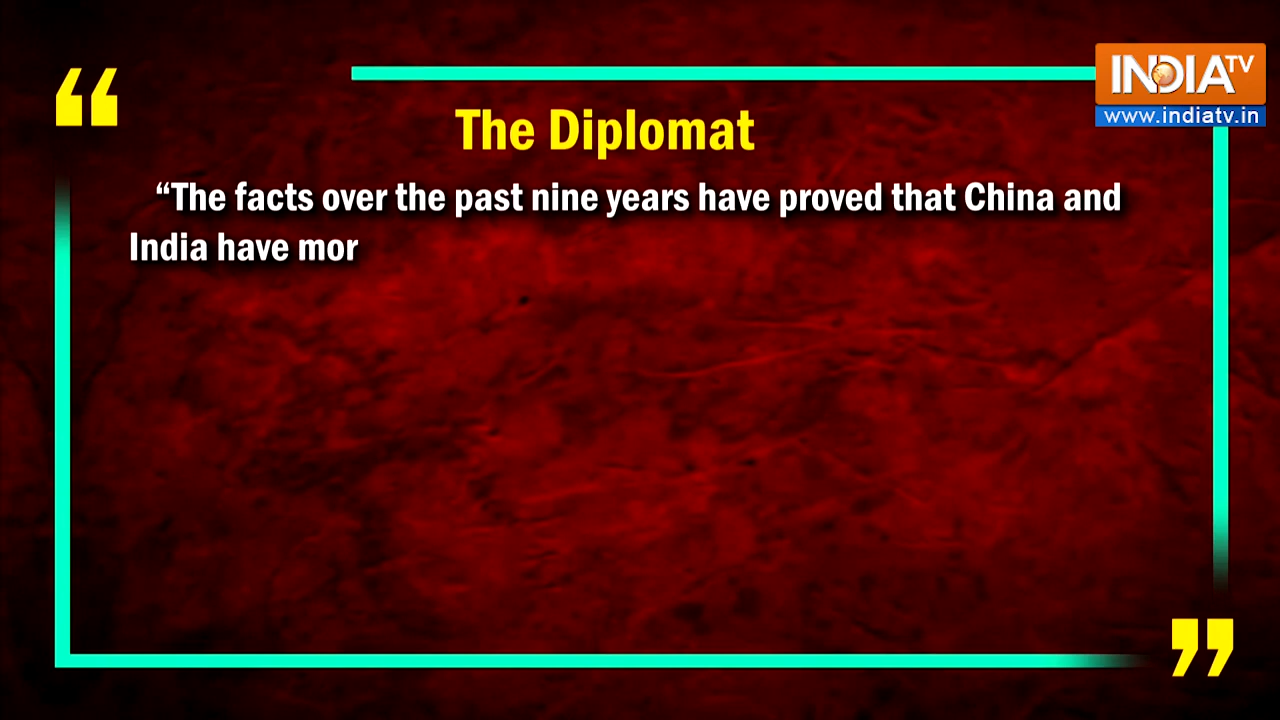 INDIA TV
www.indiatv.in
The Diplomat
“The facts over the past nine years have proved that China and
India have mor